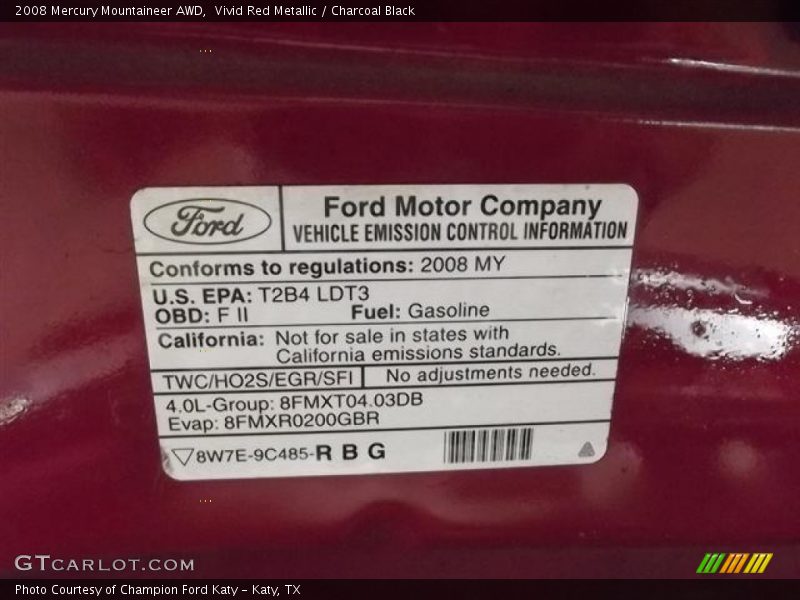 2008 Mercury Mountaineer AWD,  Vivid Red Metallic / Charcoal Black
Ford
Ford Motor Company
VEHICLE EMISSION CONTROL INFORMATION
Conforms to regulations: 2008 MY
U.S. EPA: T2B4 LDT3
OBD: F II Fuel: Gasoline
California: Not for sale in states with
California emissions standards.
TWC/HO2S/EGR/SFI No adjustments needed.
4.0L-Group: 8FMXT04.03DB
Evap: 8FMXR0200GBR
8W7E-9C485-R B G
GTCARLOT.COM
Photo Courtesy of Champion Ford Katy - Katy, TX